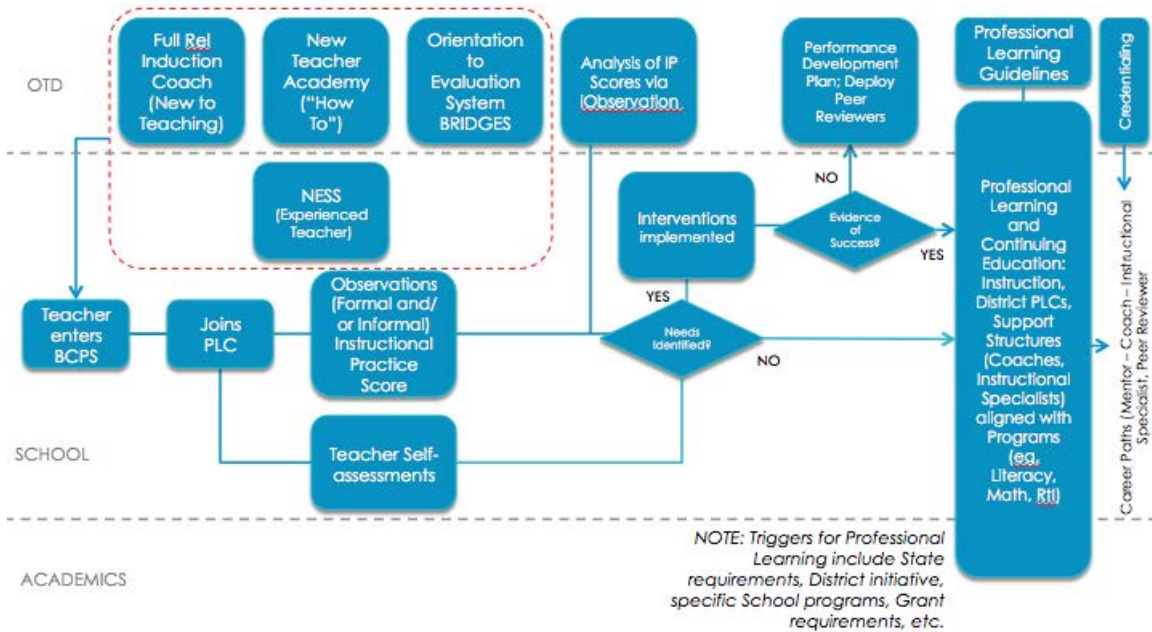 Full Rel
Induction
Coach
(New to
Teaching)
New
Teacher
Academy
(“How
To”)
Orientation
to
Evaluation
System
BRIDGES
Analysis of IP
Scores via
iObservation
Performance
Development
Plan; Deploy
Peer
Reviewers
Professional
Learning
Guidelines
Credentialing
OTD
NESS
(Experienced
Teacher)
Interventions
implemented
NO
Evidence
of
Success?
YES
Teacher
enters
BCPS
Joins
PLC
Observations
(Formal and/
or Informal)
Instructional
Practice
Score
YES
Needs
Identified?
NO
Professional
Learning
and
Continuing
Education:
Instruction,
District PLCs,
Support
Structures
(Coaches,
Instructional
Specialists)
aligned with
Programs
(eg,
Literacy,
Math, RtI)
Career Paths (Mentor – Coach – Instructional
Specialist, Peer Reviewer
SCHOOL
Teacher Self-
assessments
ACADEMICS
NOTE: Triggers for Professional
Learning include State
requirements, District initiative,
specific School programs, Grant
requirements, etc.